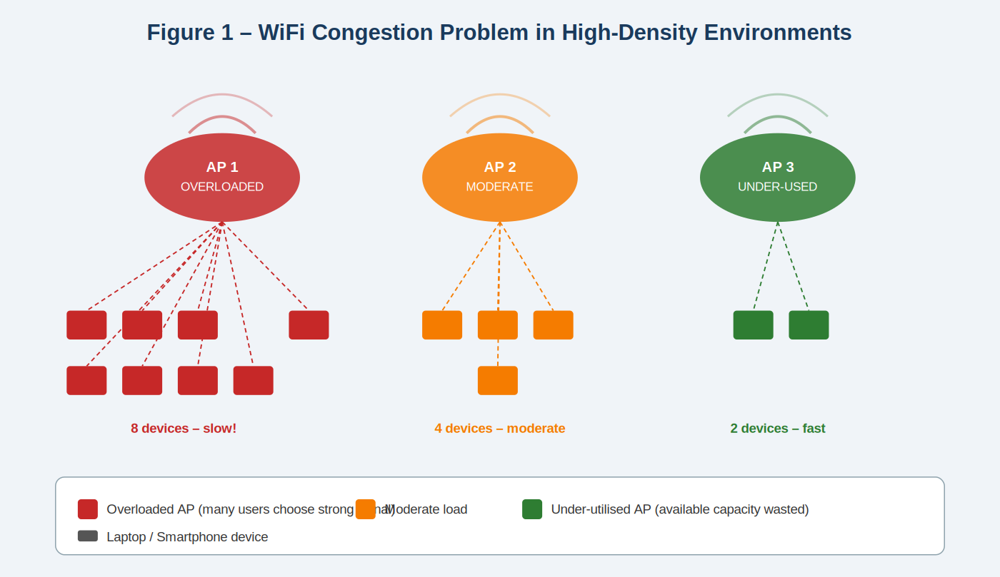 Figure 1 – WiFi Congestion Problem in High-Density Environments
AP 1
OVERLOADED
AP 2
MODERATE
AP 3
UNDER-USED
8 devices – slow!
4 devices – moderate
2 devices – fast
Overloaded AP (many users choose strong
Moderate load
Under-utilised AP (available capacity wasted)
Laptop / Smartphone device